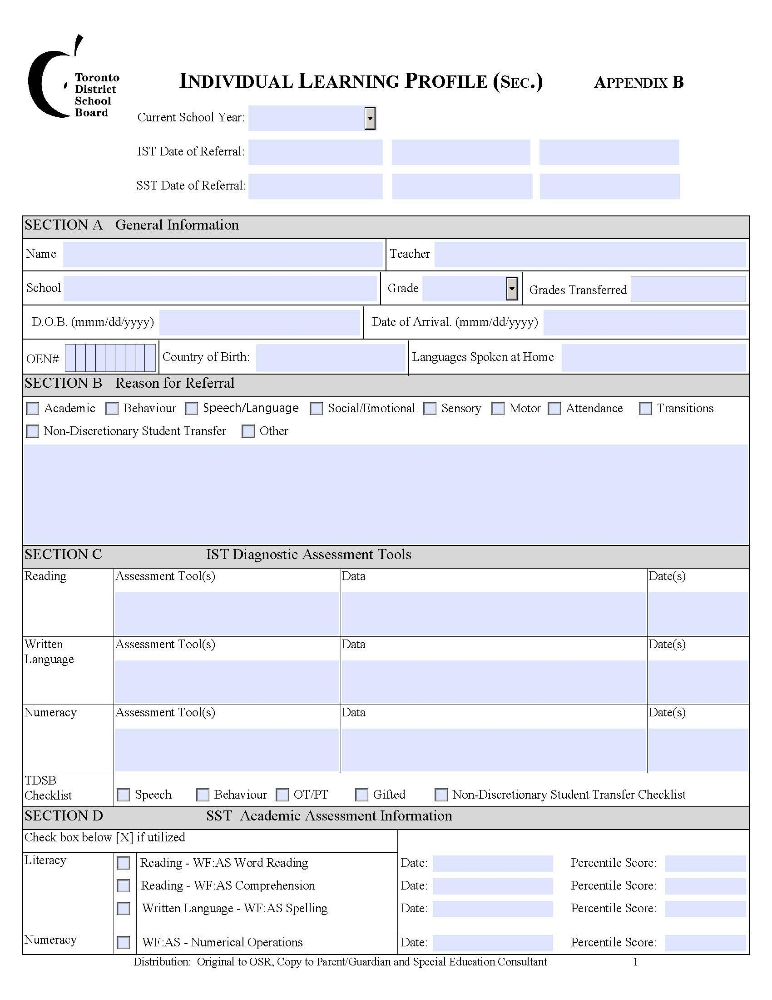 Toronto
District
School
Board
INDIVIDUAL LEARNING PROFILE (SEC.) APPENDIX B
Current School Year:
IST Date of Referral:
SST Date of Referral:
SECTION A General Information
Name Teacher
School Grade Grades Transferred
D.O.B. (mmm/dd/yyyy) Date of Arrival. (mmm/dd/yyyy)
OEN# Country of Birth: Languages Spoken at Home
SECTION B Reason for Referral
Academic Behaviour Speech/Language Social/Emotional Sensory Motor Attendance Transitions
Non-Discretionary Student Transfer Other
SECTION C IST Diagnostic Assessment Tools
Reading Assessment Tool(s) Data Date(s)
Written Assessment Tool(s) Data Date(s)
Language
Numeracy Assessment Tool(s) Data Date(s)
TDSB
Checklist Speech Behaviour OT/PT Gifted Non-Discretionary Student Transfer Checklist
SECTION D SST Academic Assessment Information
Check box below [X] if utilized
Literacy Reading - WF:AS Word Reading Date: Percentile Score:
Reading - WF:AS Comprehension Date: Percentile Score:
Written Language - WF:AS Spelling Date: Percentile Score:
Numeracy WF:AS - Numerical Operations Date: Percentile Score:
Distribution: Original to OSR, Copy to Parent/Guardian and Special Education Consultant 1